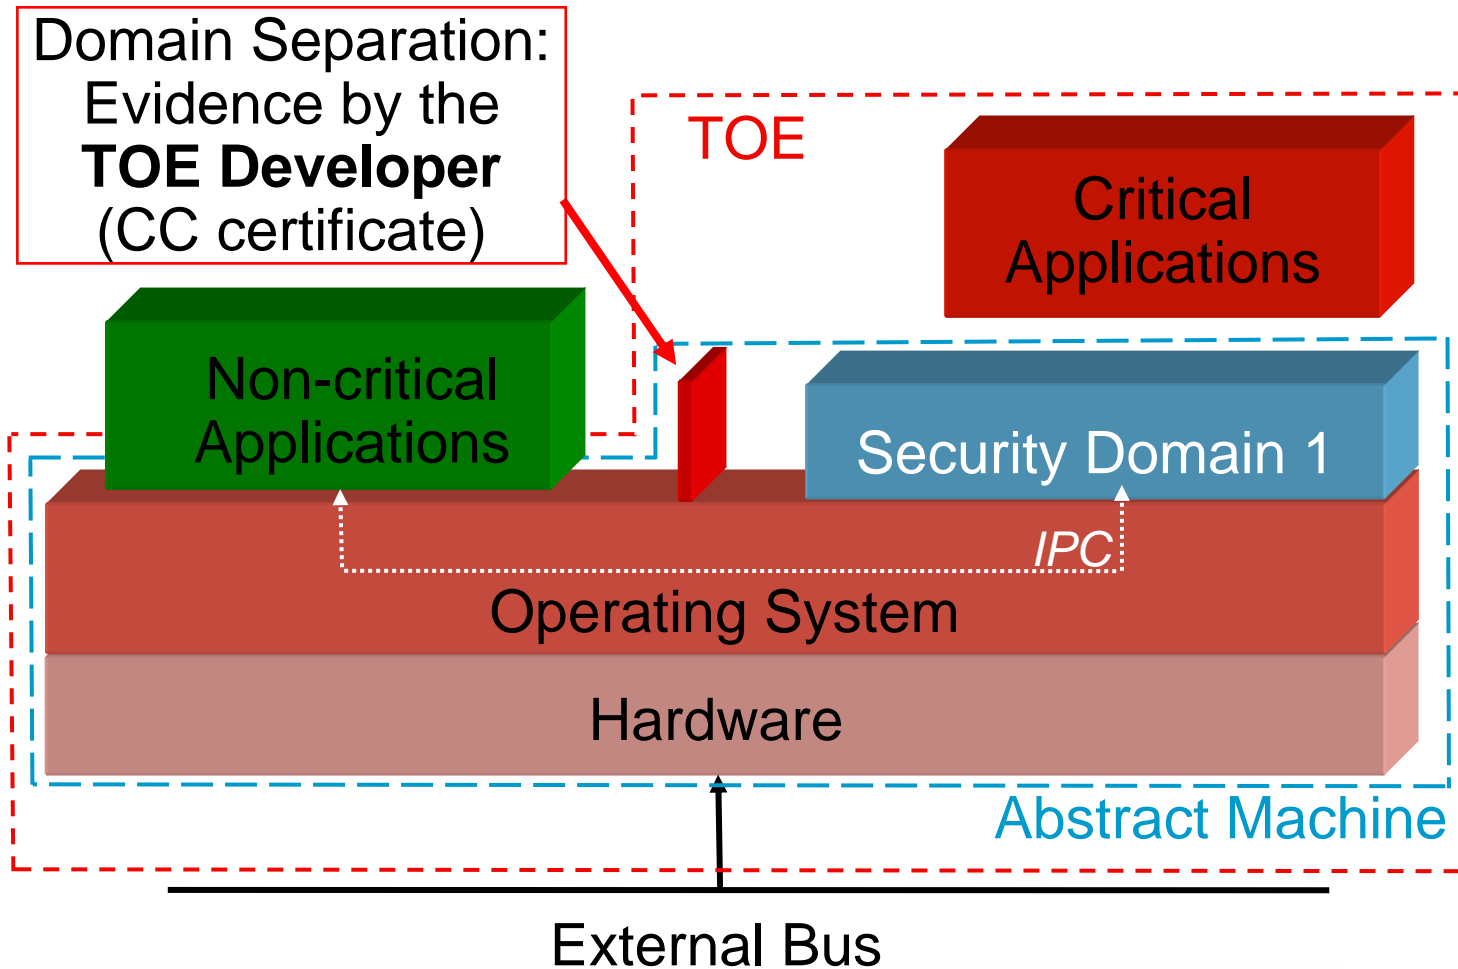 Domain Separation:
Evidence by the
TOE Developer
(CC certificate)
TOE
Critical
Applications
Non-critical
Applications
Security Domain 1
IPC
Operating System
Hardware
Abstract Machine
External Bus